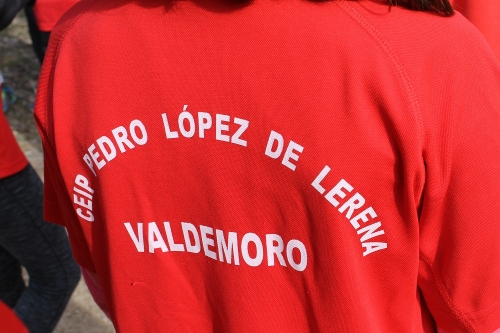 CEIP PEDRO LÓPEZ DE LERENA
VALDEMORO